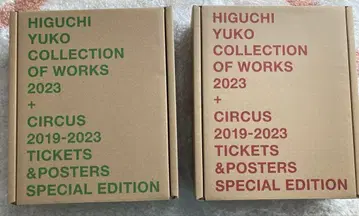 HIGUCHI
YUKO
COLLECTION
OF WORKS
2023
+
CIRCUS
2019-2023
TICKETS
&POSTERS
SPECIAL EDITION
HIGUCHI
YUKO
COLLECTION
OF WORKS
2023
+
CIRCUS
2019-2023
TICKETS
&POSTERS
SPECIAL EDITION